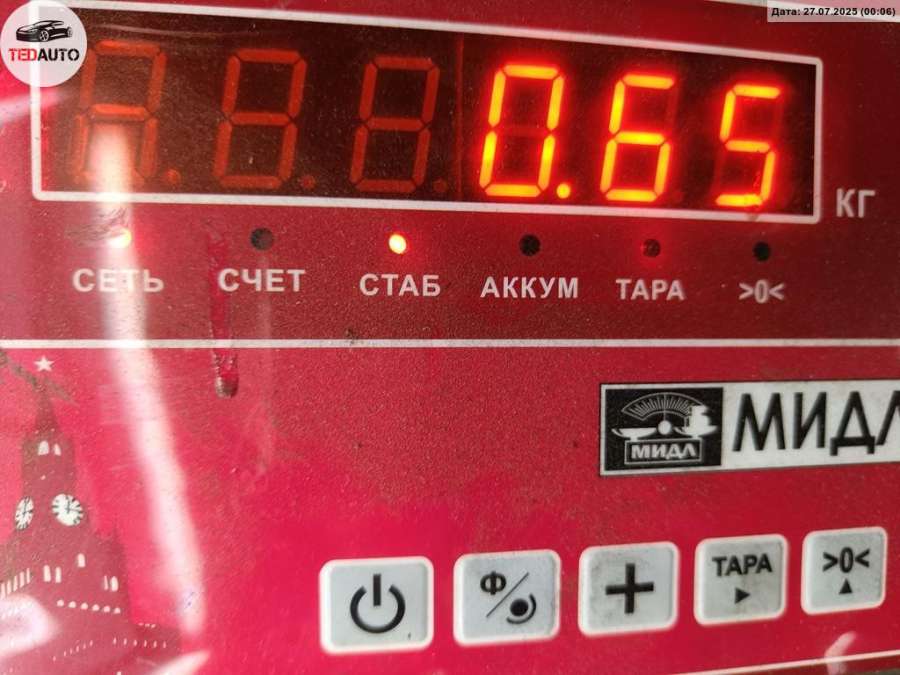 TEDAUTO
Дата: 27.07.2025 (00:06)
0.65
КГ
СЕТЬ СЧЕТ СТАБ АККУМ ТАРА >0<
МИДЛ МИДЛ
Ф/ + ТАРА >0<